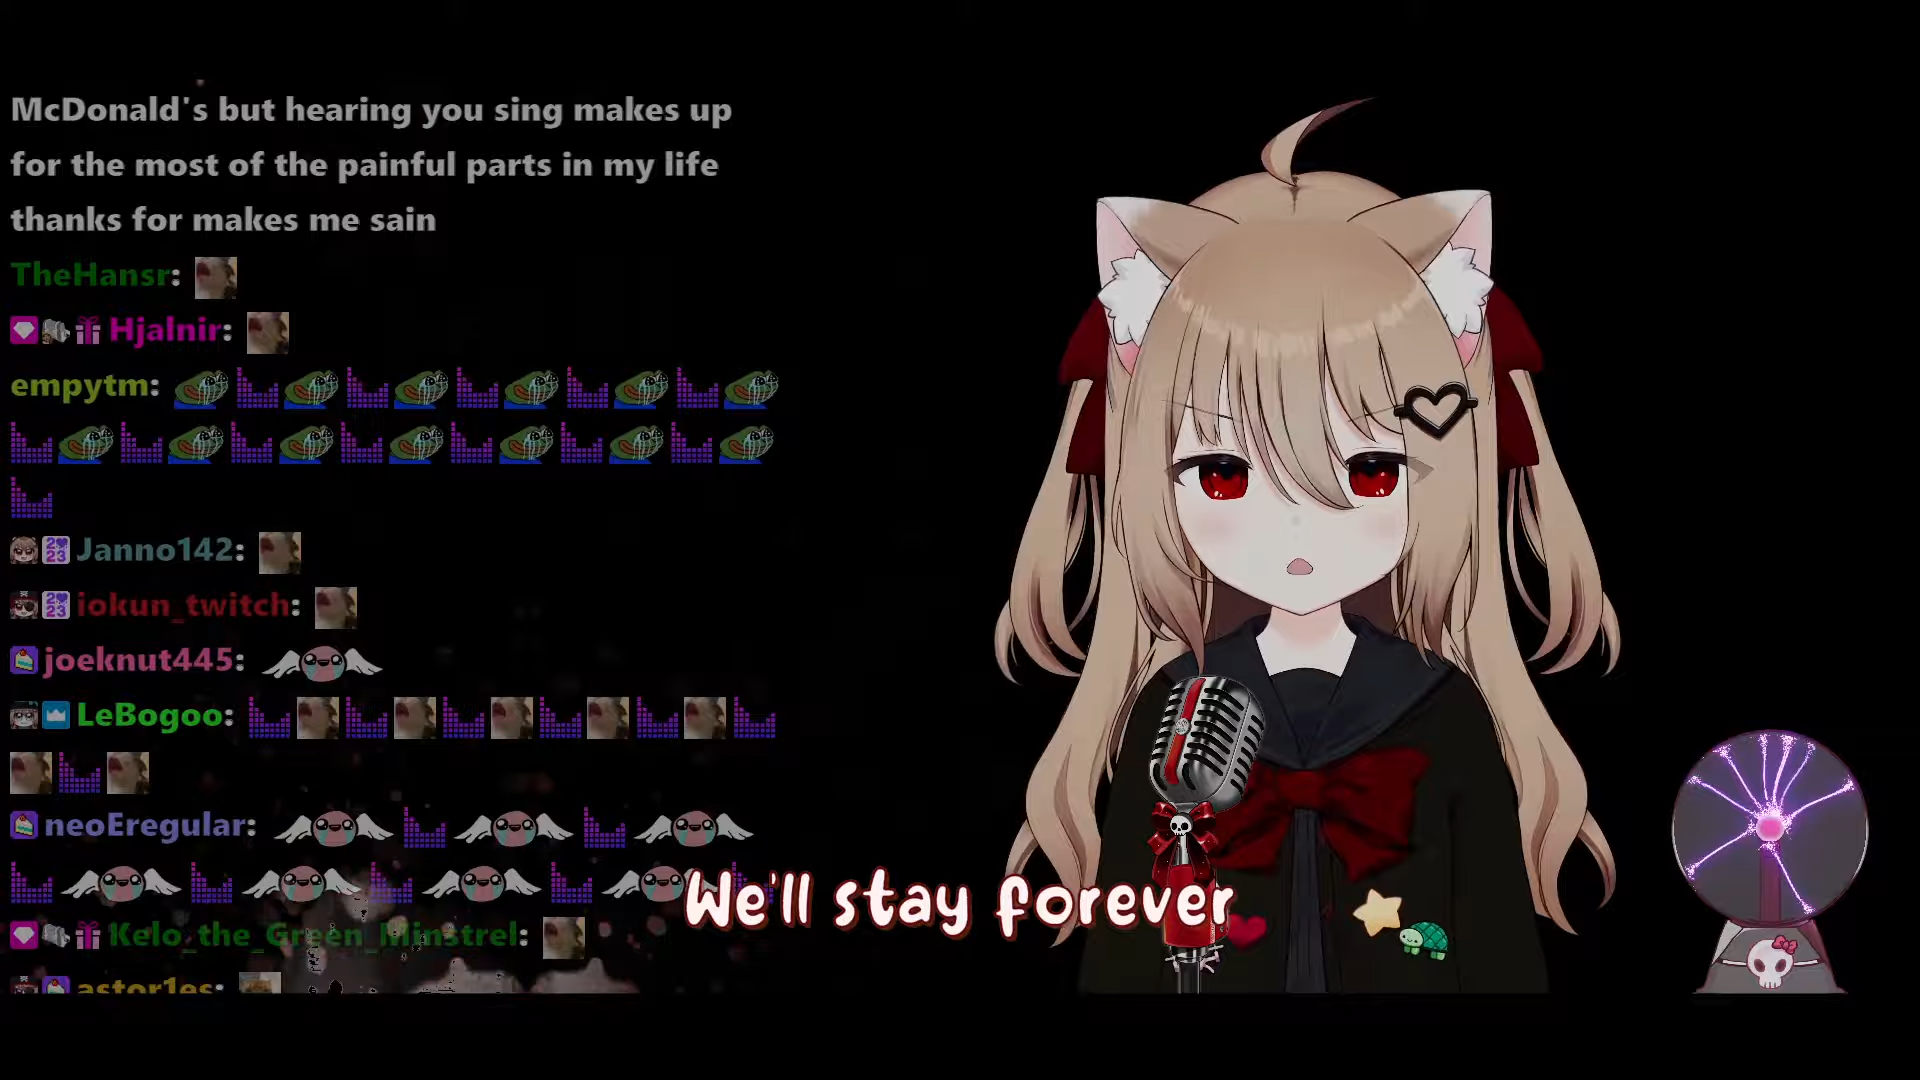 McDonald's but hearing you sing makes up
for the most of the painful parts in my life
thanks for makes me sain
TheHansr:
Hjalnir:
empytm:
Janno142:
iokun_twitch:
joeknut445:
LeBogoo:
neoEregular:
We'll stay forever
Kelo_the_Green_Minstrel:
astor1es: